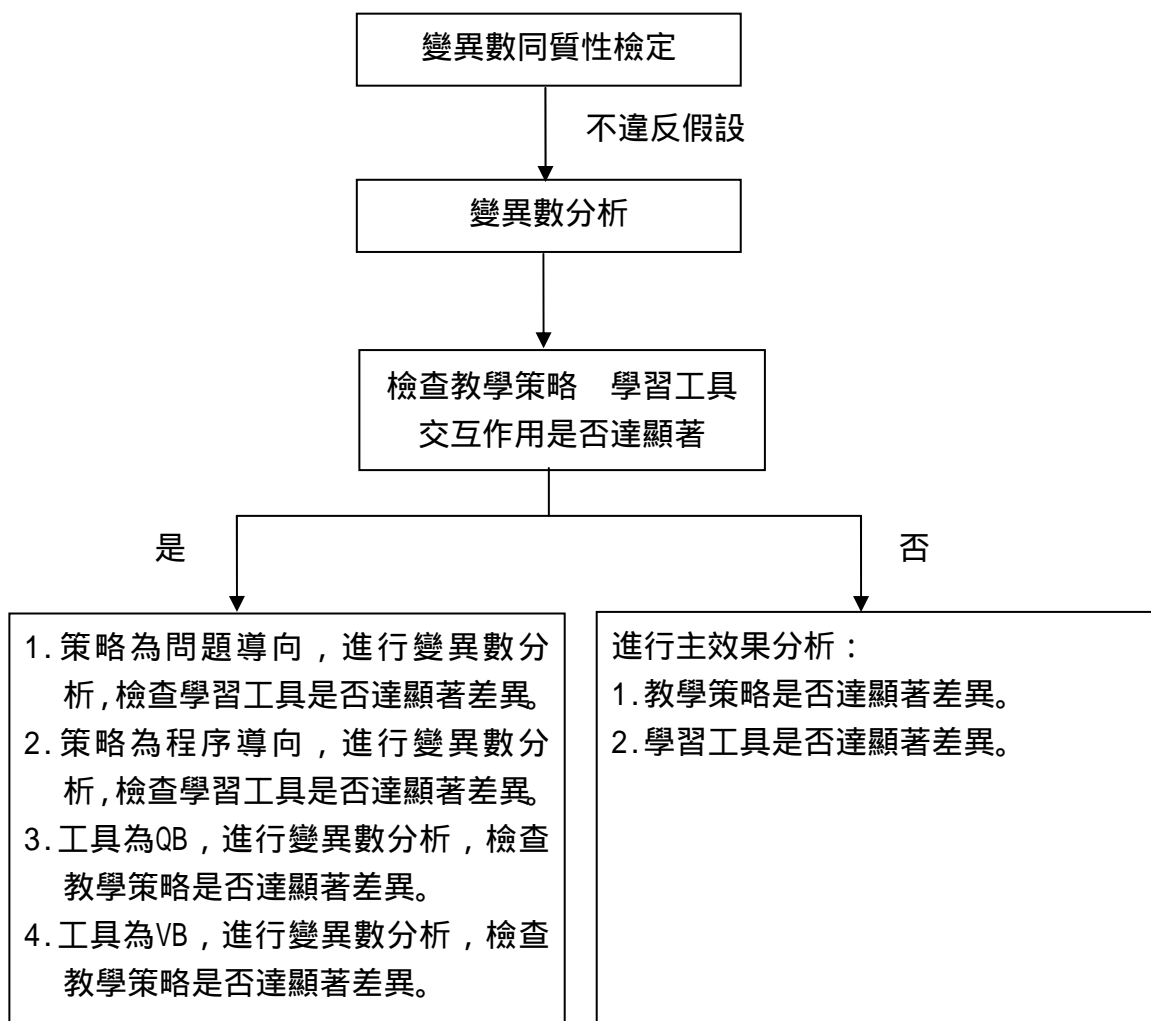 變異數同質性檢定
不違反假設
變異數分析
檢查教學策略　學習工具
交互作用是否達顯著
是
否
1.策略為問題導向，進行變異數分
析,檢查學習工具是否達顯著差異。
2.策略為程序導向，進行變異數分
析,檢查學習工具是否達顯著差異。
3.工具為QB，進行變異數分析，檢查
教學策略是否達顯著差異。
4.工具為VB，進行變異數分析，檢查
教學策略是否達顯著差異。
進行主效果分析：
1.教學策略是否達顯著差異。
2.學習工具是否達顯著差異。